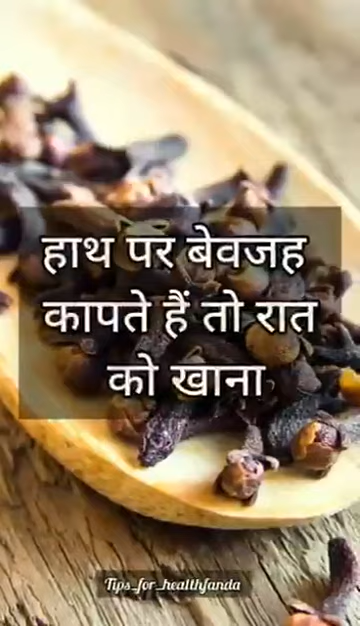 हाथ पर बेवजह
कापते हैं तो रात
को खाना
Tips_for_healthfanda